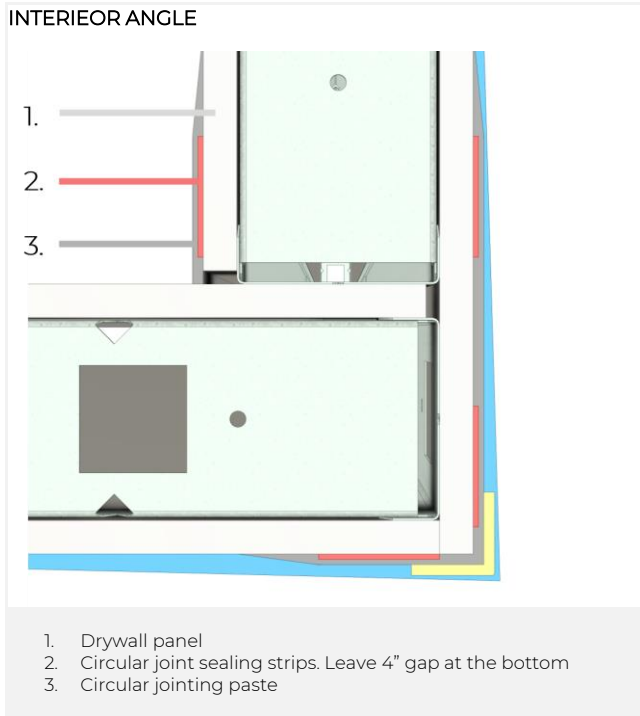 INTERIEOR ANGLE
1.
2.
3.
1. Drywall panel
2. Circular joint sealing strips. Leave 4” gap at the bottom
3. Circular jointing paste